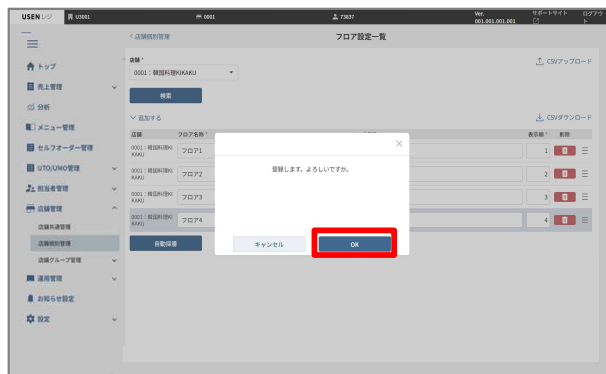 USEN レジ U3001 0001 73837 Ver. 001.001.001.001 サポートサイト ログアウト
< 店舗個別管理 フロア設定一覧
トップ
売上管理
分析
メニュー管理
セルフオーダー管理
UTO/UMO管理
担当者管理
店舗管理
店舗共通管理
店舗個別管理
店舗グループ管理
運用管理
お知らせ設定
設定
店舗*
0001：韓国料理KIKAKU
CSVアップロード
検索
追加する
CSVダウンロード
店舗 フロア名称* 表示順* 削除
0001：韓国料理KIKAKU フロア1 1
0001：韓国料理KIKAKU フロア2 2
0001：韓国料理KIKAKU フロア3 3
0001：韓国料理KIKAKU フロア4 4
自動採番
登録します。よろしいですか。
キャンセル OK